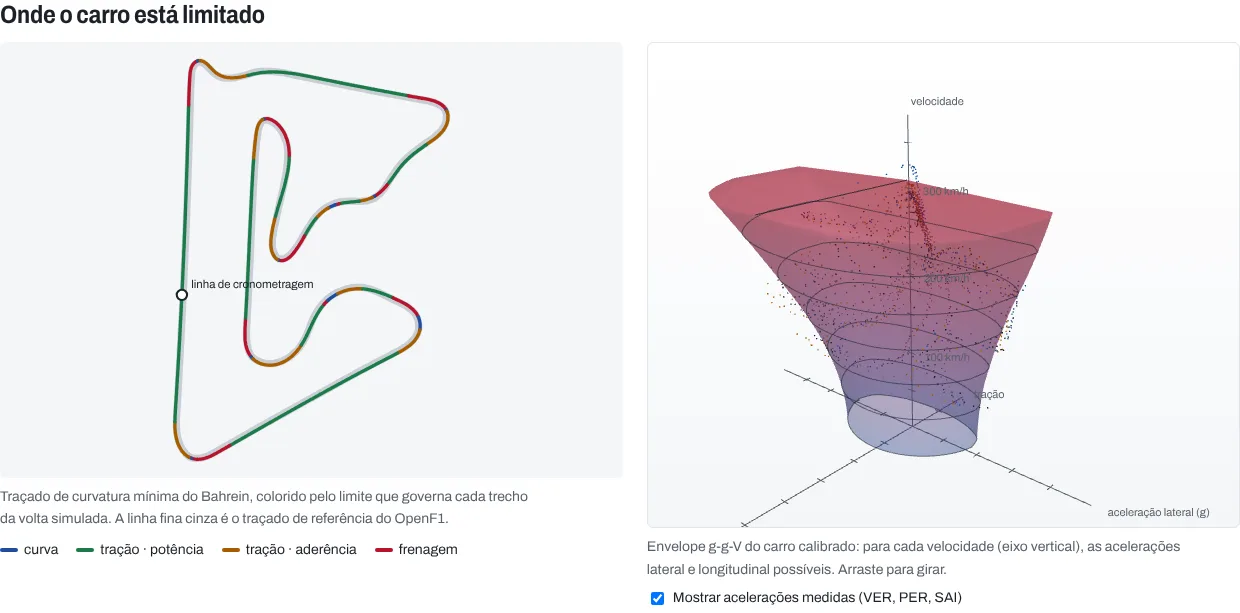 Onde o carro está limitado
linha de cronometragem
Traçado de curvatura mínima do Bahrein, colorido pelo limite que governa cada trecho
da volta simulada. A linha fina cinza é o traçado de referência do OpenF1.
curva
tração · potência
tração · aderência
frenagem
velocidade
300 km/h
200 km/h
100 km/h
tração
aceleração lateral (g)
Envelope g-g-V do carro calibrado: para cada velocidade (eixo vertical), as acelerações
lateral e longitudinal possíveis. Arraste para girar.
Mostrar acelerações medidas (VER, PER, SAI)